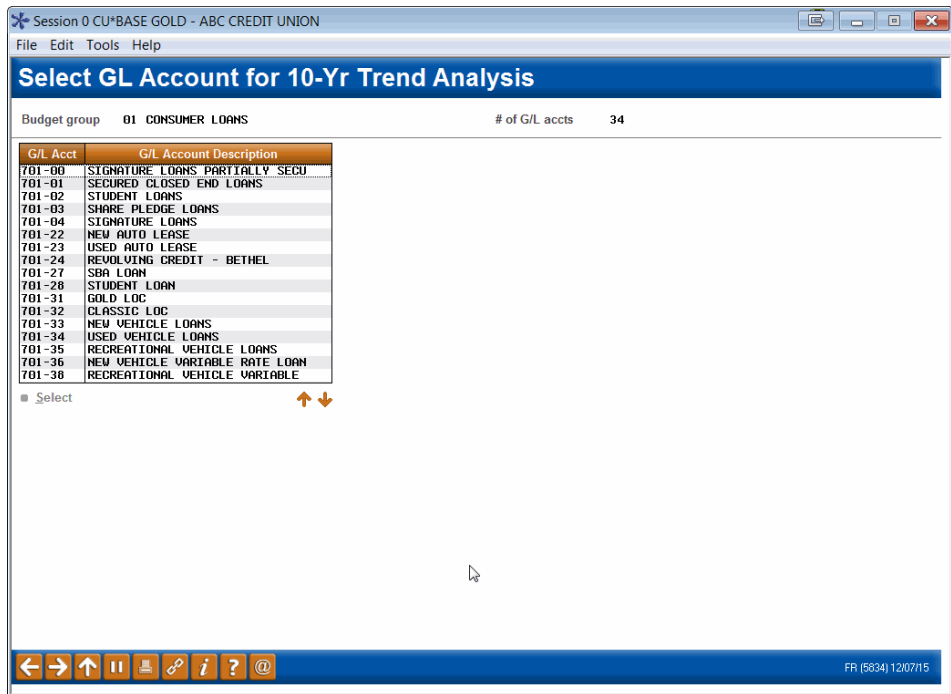 Session 0 CU*BASE GOLD - ABC CREDIT UNION
File Edit Tools Help
Select GL Account for 10-Yr Trend Analysis
Budget group 01 CONSUMER LOANS # of G/L accts 34
G/L Acct G/L Account Description
701-00 SIGNATURE LOANS PARTIALLY SECU
701-01 SECURED CLOSED END LOANS
701-02 STUDENT LOANS
701-03 SHARE PLEDGE LOANS
701-04 SIGNATURE LOANS
701-22 NEW AUTO LEASE
701-23 USED AUTO LEASE
701-24 REVOLVING CREDIT - BETHEL
701-27 SBA LOAN
701-28 STUDENT LOAN
701-31 GOLD LOC
701-32 CLASSIC LOC
701-33 NEW VEHICLE LOANS
701-34 USED VEHICLE LOANS
701-35 RECREATIONAL VEHICLE LOANS
701-36 NEW VEHICLE VARIABLE RATE LOAN
701-38 RECREATIONAL VEHICLE VARIABLE
Select
i ? @
FR (5834) 12/07/15